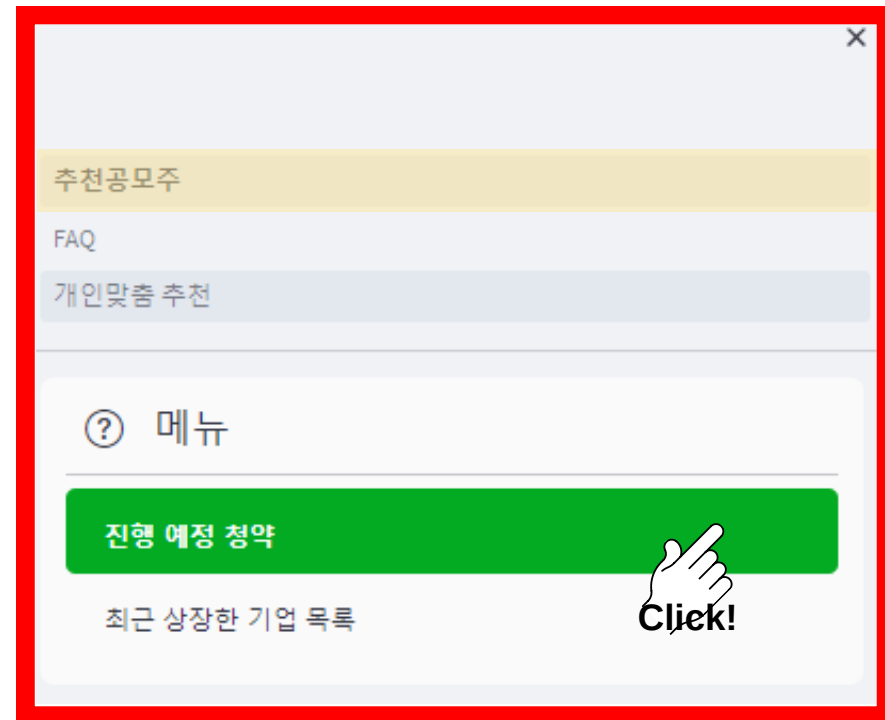 추천공모주
FAQ
개인맞춤 추천
메뉴
진행 예정 청약
최근 상장한 기업 목록
Click!